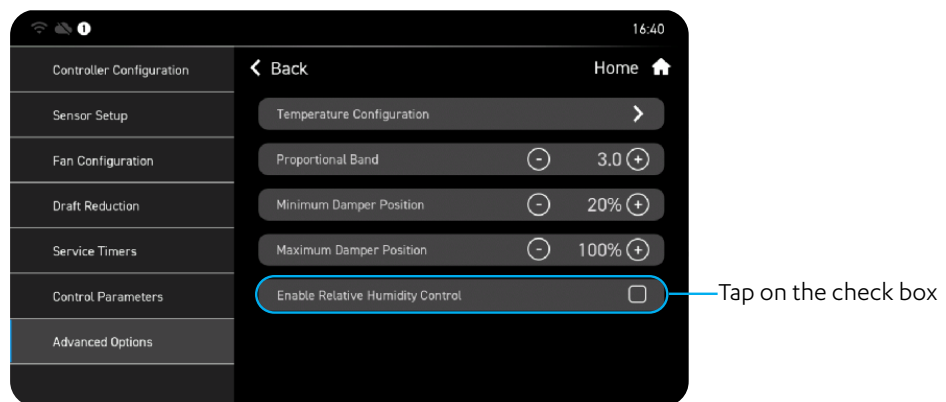 16:40
Controller Configuration
Sensor Setup
Fan Configuration
Draft Reduction
Service Timers
Control Parameters
Advanced Options
Back
Home
Temperature Configuration
Proportional Band - 3.0 +
Minimum Damper Position - 20% +
Maximum Damper Position - 100% +
Enable Relative Humidity Control
Tap on the check box